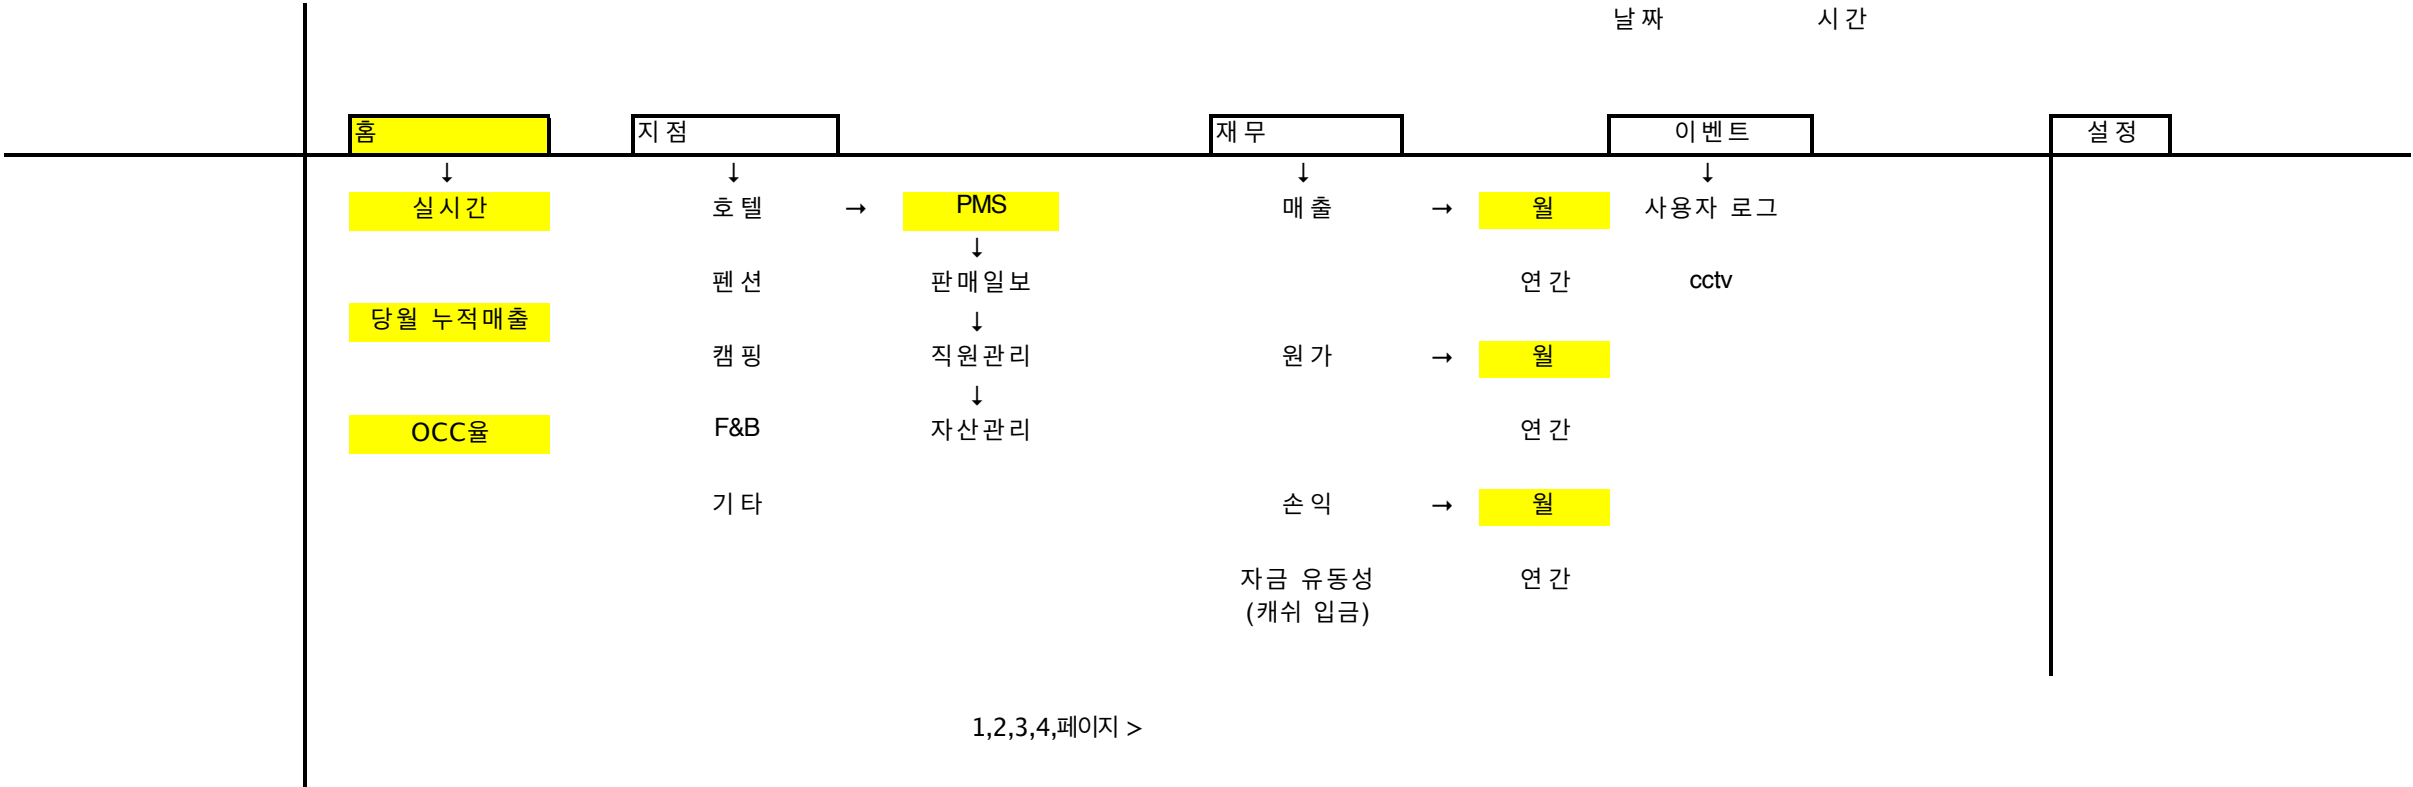 날짜 시간
홈 지점 재무 이벤트 설정
↓ ↓ ↓ ↓
실시간 호텔 → PMS 매출 → 월 사용자 로그
↓
펜션 판매일보 연간 cctv
당월 누적매출 ↓
캠핑 직원관리 원가 → 월
↓
OCC율 F&B 자산관리 연간
기타 손익 → 월
자금 유동성 연간
(캐쉬 입금)
1,2,3,4,페이지 >